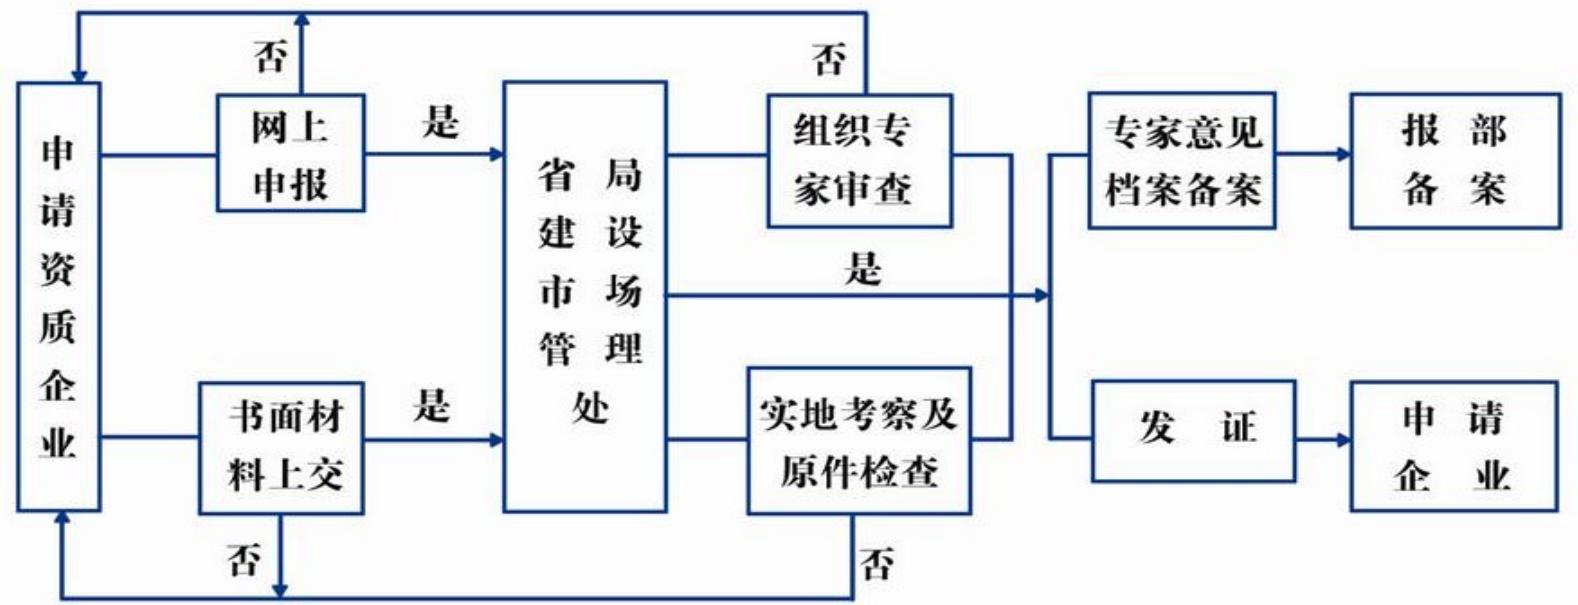 否
否
申请资质企业
网上
申报
是
省局
建设
市场
管理
处
组织专
家审查
专家意见
档案备案
报部
备案
是
书面材
料上交
是
实地考察及
原件检查
发证
申请
企业
否
否